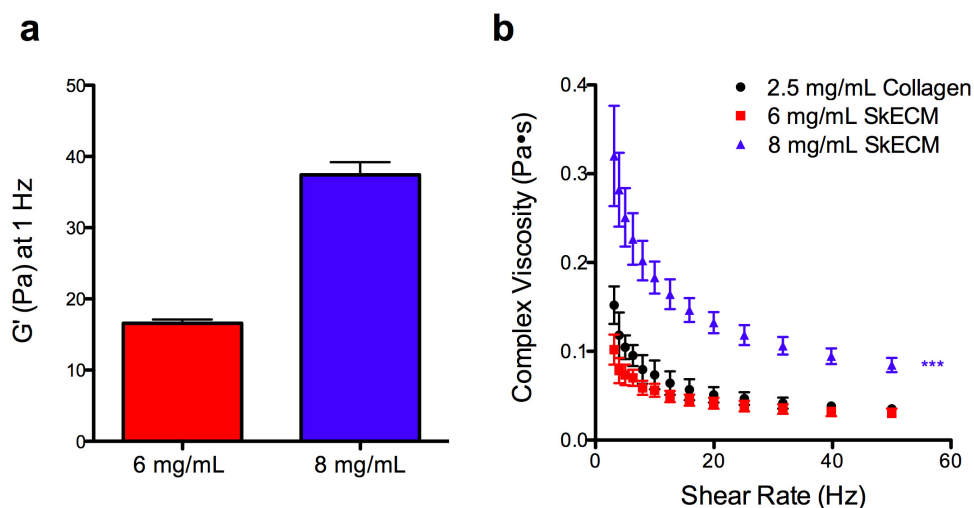 a
50
40
30
20
10
0
G' (Pa) at 1 Hz
6 mg/mL
8 mg/mL
b
0.4
0.3
0.2
0.1
0.0
Complex Viscosity (Pa•s)
2.5 mg/mL Collagen
6 mg/mL SkECM
8 mg/mL SkECM
***
0
20
40
60
Shear Rate (Hz)